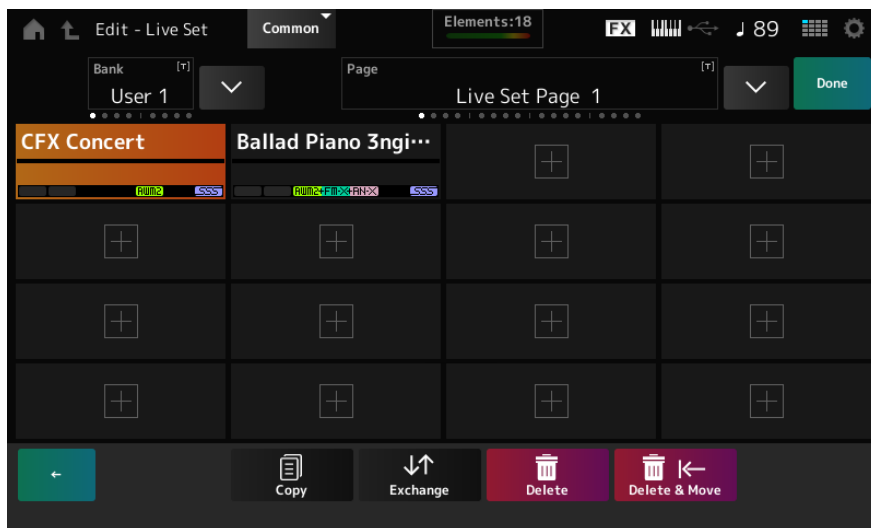 Edit - Live Set
Common
Elements:18
FX
♩ 89
Bank
[T]
User 1
Page
[T]
Live Set Page 1
Done
CFX Concert
Ballad Piano 3ngi⋯
AWM2
SSS
AWM2+FM-X+AN-X
SSS
Copy
Exchange
Delete
Delete & Move